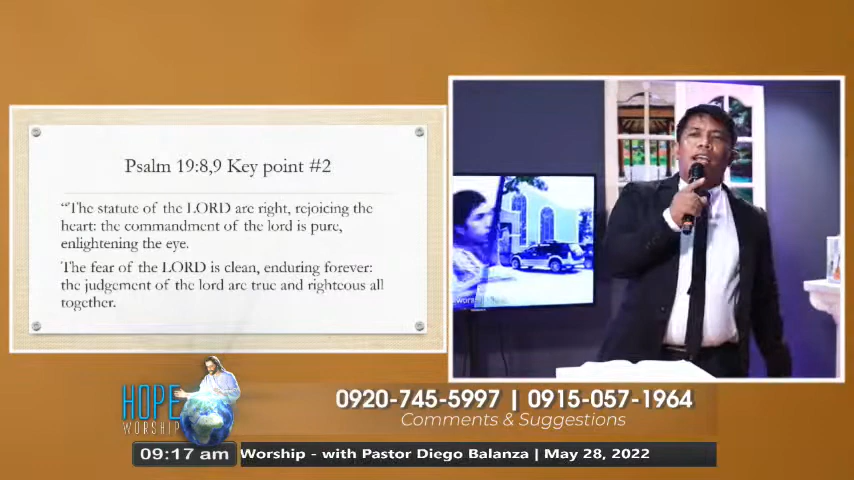 Psalm 19:8,9 Key point #2
“The statute of the LORD are right, rejoicing the
heart: the commandment of the lord is pure,
enlightening the eye.
The fear of the LORD is clean, enduring forever:
the judgement of the lord are true and righteous all
together.
HOPE
WORSHIP
0920-745-5997 | 0915-057-1964
Comments & Suggestions
09:17 am
Worship - with Pastor Diego Balanza | May 28, 2022